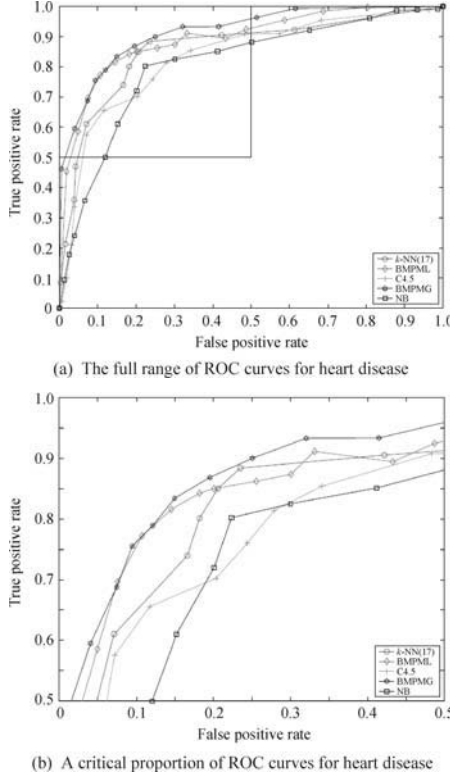 1.0
0.9
0.8
0.7
0.6
0.5
0.4
0.3
0.2
0.1
0
True positive rate
k-NN(17)
BMPML
C4.5
BMPMG
NB
0 0.1 0.2 0.3 0.4 0.5 0.6 0.7 0.8 0.9 1.0
False positive rate
(a) The full range of ROC curves for heart disease
1.0
0.9
0.8
0.7
0.6
0.5
True positive rate
k-NN(17)
BMPML
C4.5
BMPMG
NB
0 0.1 0.2 0.3 0.4 0.5
False positive rate
(b) A critical proportion of ROC curves for heart disease